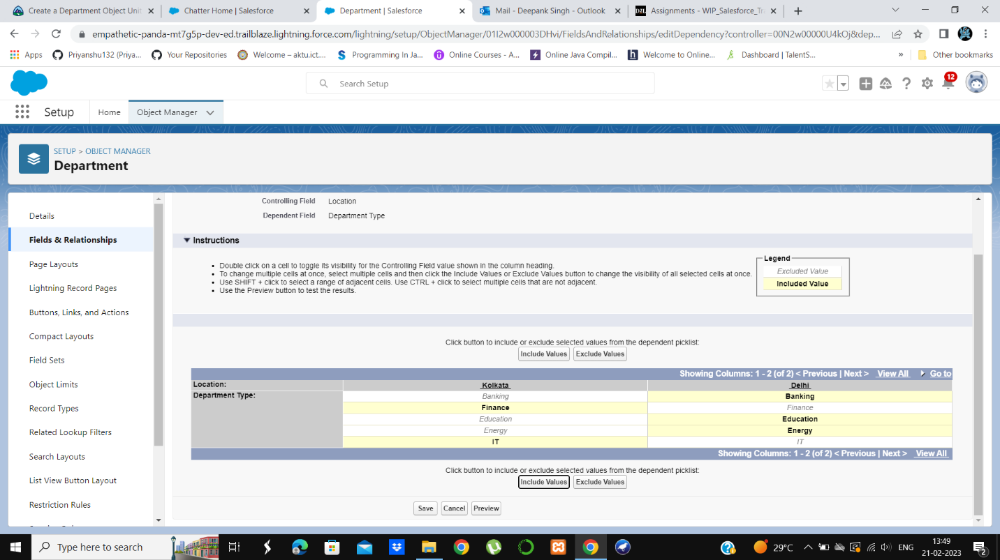 Create a Department Object Unit
Chatter Home | Salesforce
Department | Salesforce
Mail - Deepank Singh - Outlook
D2L
Assignments - WIP_Salesforce_Tra
empathetic-panda-mt7g5p-dev-ed.trailblaze.lightning.force.com/lightning/setup/ObjectManager/01I2w000003DHvi/FieldsAndRelationships/editDependency?controller=00N2w00000U4kOj&dep...
Apps
Priyanshu132 (Priya...
Your Repositories
Welcome – aktu.ict....
Programming In Ja...
Online Courses - A...
Online Java Compil...
Welcome to Online...
Dashboard | TalentS...
»
Other bookmarks
Search Setup
12
Setup
Home
Object Manager
SETUP > OBJECT MANAGER
Department
Details
Fields & Relationships
Page Layouts
Lightning Record Pages
Buttons, Links, and Actions
Compact Layouts
Field Sets
Object Limits
Record Types
Related Lookup Filters
Search Layouts
List View Button Layout
Restriction Rules
Controlling Field Location
Dependent Field Department Type
Instructions
• Double click on a cell to toggle its visibility for the Controlling Field value shown in the column heading.
• To change multiple cells at once, select multiple cells and then click the Include Values or Exclude Values button to change the visibility of all selected cells at once.
• Use SHIFT + click to select a range of adjacent cells. Use CTRL + click to select multiple cells that are not adjacent.
• Use the Preview button to test the results.
Legend
Excluded Value
Included Value
Click button to include or exclude selected values from the dependent picklist:
Include Values Exclude Values
Showing Columns: 1 - 2 (of 2) < Previous | Next > View All Go to
Location: Kolkata Delhi
Department Type: Banking Banking
Finance Finance
Education Education
Energy Energy
IT IT
Showing Columns: 1 - 2 (of 2) < Previous | Next > View All
Click button to include or exclude selected values from the dependent picklist:
Include Values Exclude Values
Save Cancel Preview
Type here to search
29°C
ENG
13:49
21-02-2023
2